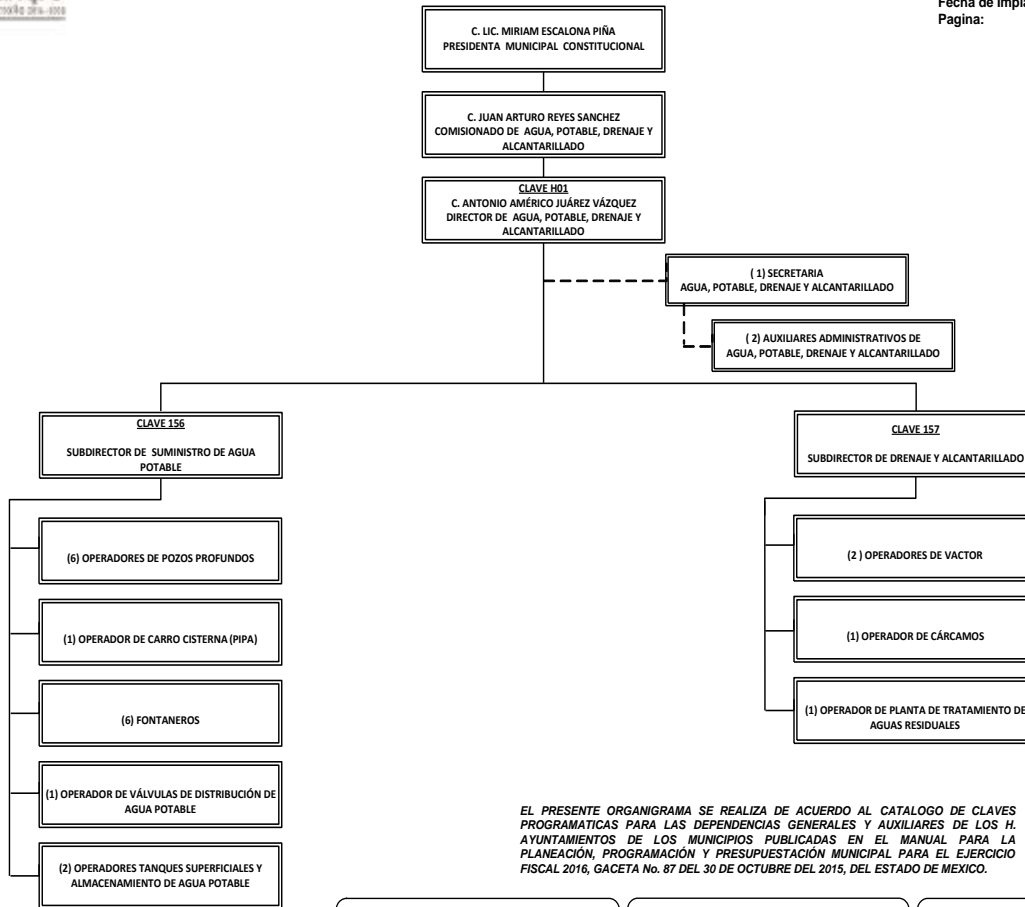 Fecha de Impla
Pagina:
C. LIC. MIRIAM ESCALONA PIÑA
PRESIDENTA MUNICIPAL CONSTITUCIONAL
C. JUAN ARTURO REYES SANCHEZ
COMISIONADO DE AGUA, POTABLE, DRENAJE Y
ALCANTARILLADO
CLAVE H01
C. ANTONIO AMÉRICO JUÁREZ VÁZQUEZ
DIRECTOR DE AGUA, POTABLE, DRENAJE Y
ALCANTARILLADO
( 1) SECRETARIA
AGUA, POTABLE, DRENAJE Y ALCANTARILLADO
( 2) AUXILIARES ADMINISTRATIVOS DE
AGUA, POTABLE, DRENAJE Y ALCANTARILLADO
CLAVE 156
SUBDIRECTOR DE SUMINISTRO DE AGUA
POTABLE
(6) OPERADORES DE POZOS PROFUNDOS
(1) OPERADOR DE CARRO CISTERNA (PIPA)
(6) FONTANEROS
(1) OPERADOR DE VÁLVULAS DE DISTRIBUCIÓN DE
AGUA POTABLE
(2) OPERADORES TANQUES SUPERFICIALES Y
ALMACENAMIENTO DE AGUA POTABLE
CLAVE 157
SUBDIRECTOR DE DRENAJE Y ALCANTARILLADO
(2 ) OPERADORES DE VACTOR
(1) OPERADOR DE CÁRCAMOS
(1) OPERADOR DE PLANTA DE TRATAMIENTO DE
AGUAS RESIDUALES
EL PRESENTE ORGANIGRAMA SE REALIZA DE ACUERDO AL CATALOGO DE CLAVES
PROGRAMATICAS PARA LAS DEPENDENCIAS GENERALES Y AUXILIARES DE LOS H.
AYUNTAMIENTOS DE LOS MUNICIPIOS PUBLICADAS EN EL MANUAL PARA LA
PLANEACIÓN, PROGRAMACIÓN Y PRESUPUESTACIÓN MUNICIPAL PARA EL EJERCICIO
FISCAL 2016, GACETA No. 87 DEL 30 DE OCTUBRE DEL 2015, DEL ESTADO DE MEXICO.